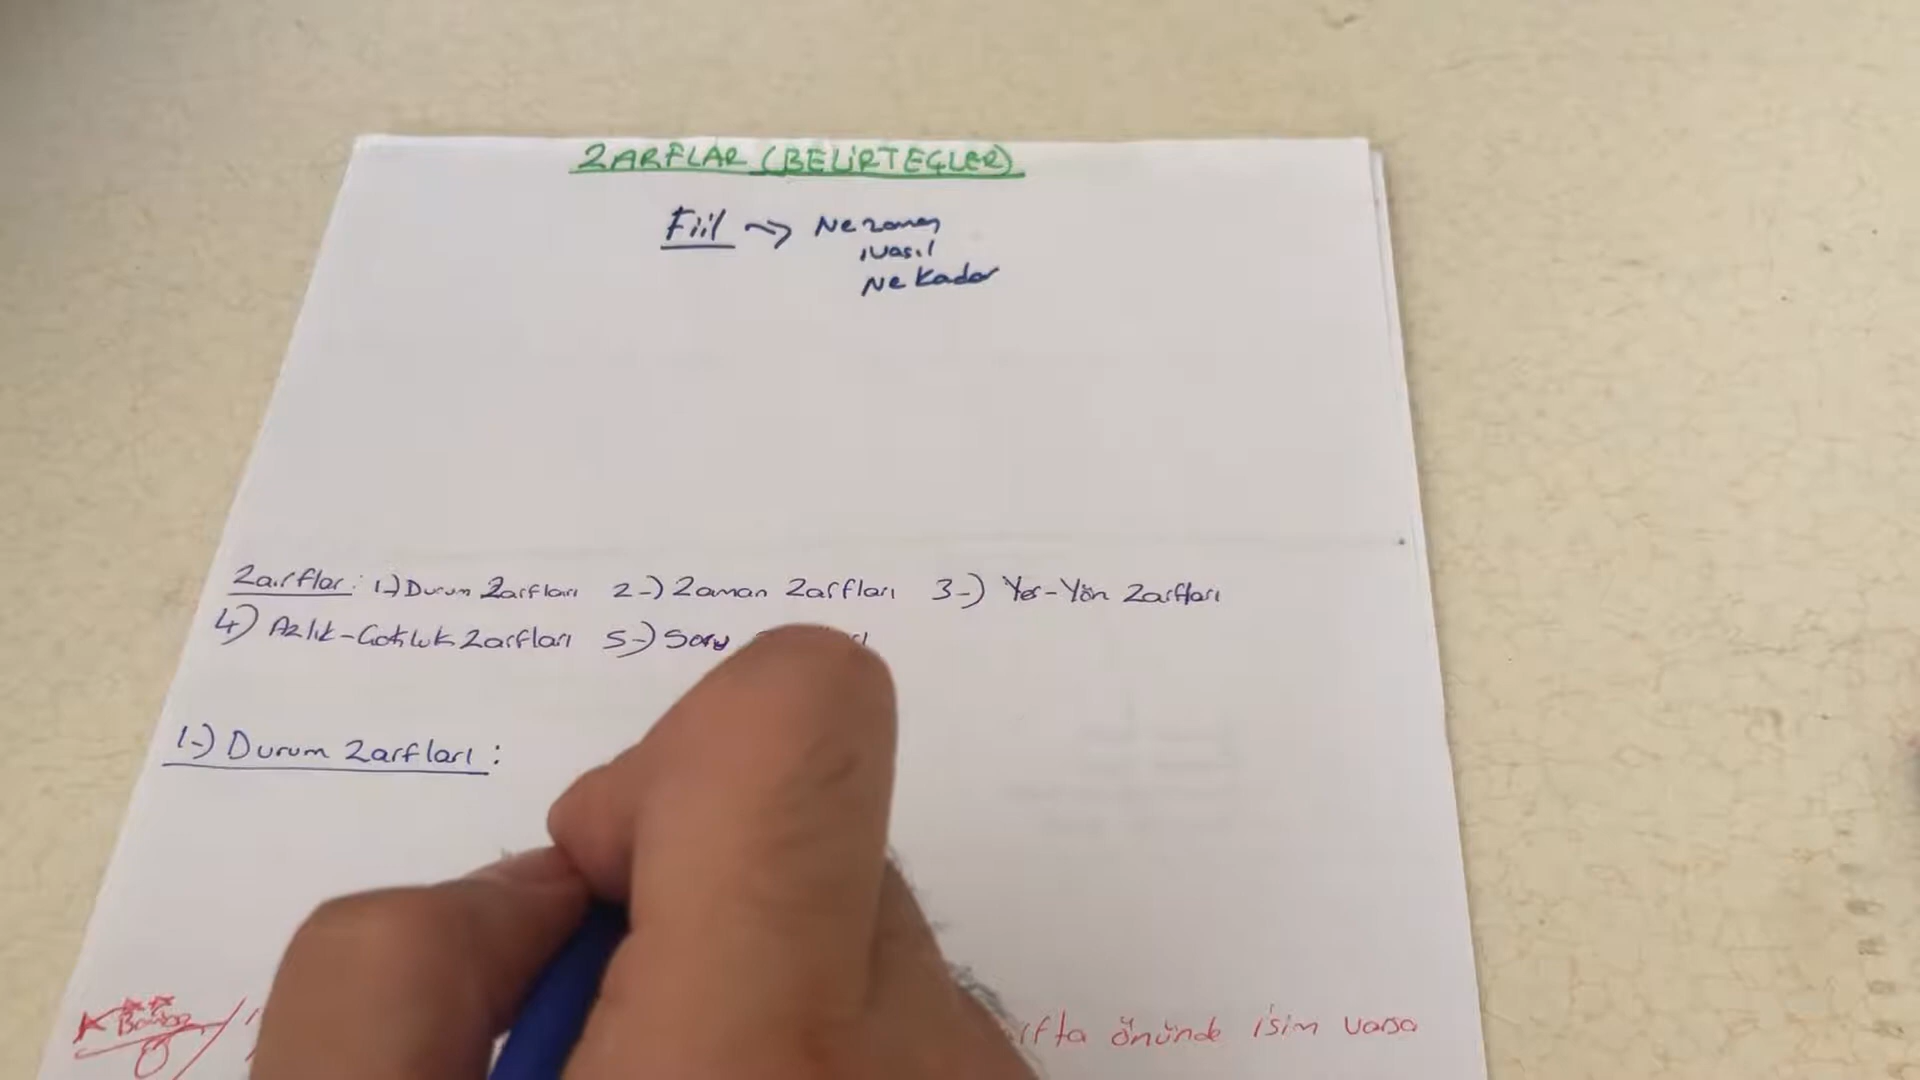 ZARFLAR (BELİRTEÇLER)
Fiil => Ne zaman
Nasıl
Ne Kadar
Zarflar: 1-) Durum Zarfları 2-) Zaman Zarfları 3-) Yer-Yön Zarfları
4) Azlık-Çokluk Zarfları 5-) Soru
1-) Durum Zarfları:
önünde isim varsa